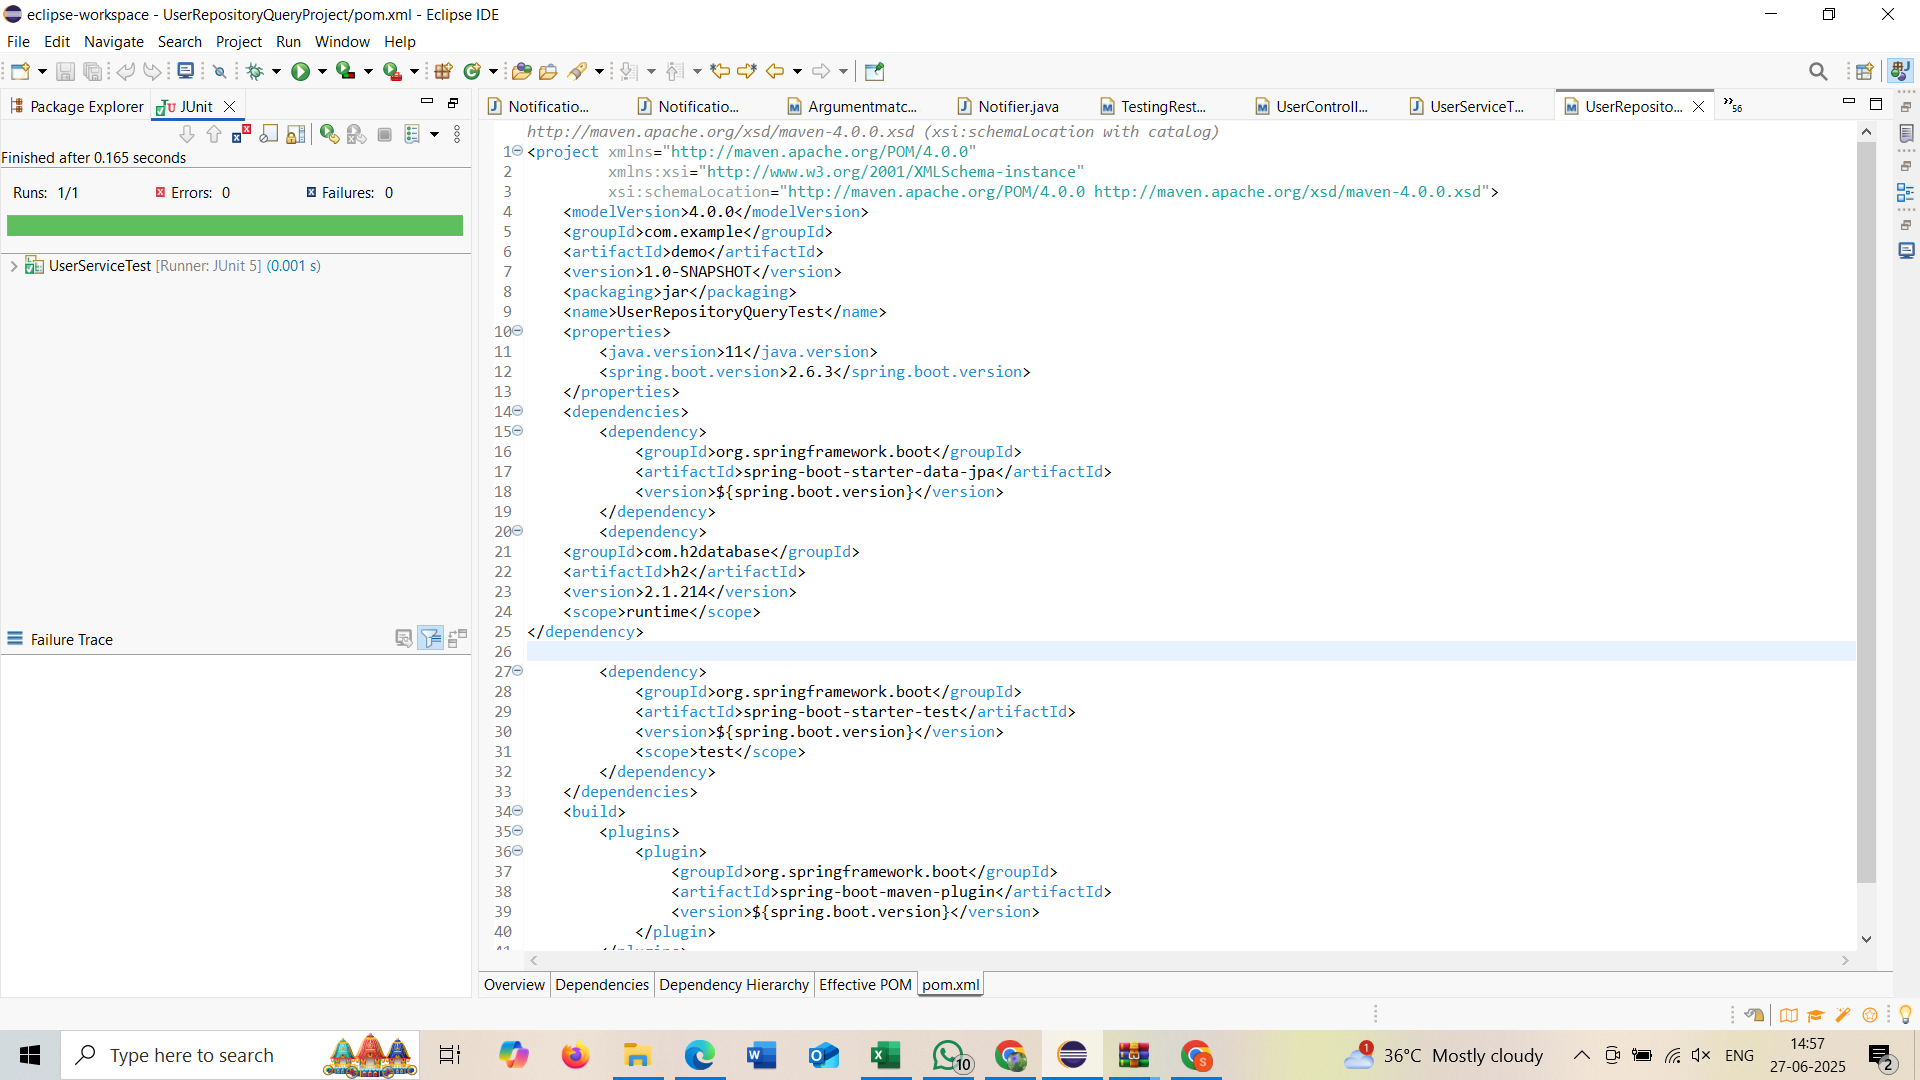 eclipse-workspace - UserRepositoryQueryProject/pom.xml - Eclipse IDE
File Edit Navigate Search Project Run Window Help
Package Explorer JUnit
Finished after 0.165 seconds
Runs: 1/1 Errors: 0 Failures: 0
UserServiceTest [Runner: JUnit 5] (0.001 s)
Failure Trace
Notificatio... Notificatio... Argumentmatc... Notifier.java TestingRest... UserControll... UserServiceT... UserReposito... »56
http://maven.apache.org/xsd/maven-4.0.0.xsd (xsi:schemaLocation with catalog)
1 <project xmlns="http://maven.apache.org/POM/4.0.0"
2 xmlns:xsi="http://www.w3.org/2001/XMLSchema-instance"
3 xsi:schemaLocation="http://maven.apache.org/POM/4.0.0 http://maven.apache.org/xsd/maven-4.0.0.xsd">
4 <modelVersion>4.0.0</modelVersion>
5 <groupId>com.example</groupId>
6 <artifactId>demo</artifactId>
7 <version>1.0-SNAPSHOT</version>
8 <packaging>jar</packaging>
9 <name>UserRepositoryQueryTest</name>
10 <properties>
11 <java.version>11</java.version>
12 <spring.boot.version>2.6.3</spring.boot.version>
13 </properties>
14 <dependencies>
15 <dependency>
16 <groupId>org.springframework.boot</groupId>
17 <artifactId>spring-boot-starter-data-jpa</artifactId>
18 <version>${spring.boot.version}</version>
19 </dependency>
20 <dependency>
21 <groupId>com.h2database</groupId>
22 <artifactId>h2</artifactId>
23 <version>2.1.214</version>
24 <scope>runtime</scope>
25 </dependency>
26
27 <dependency>
28 <groupId>org.springframework.boot</groupId>
29 <artifactId>spring-boot-starter-test</artifactId>
30 <version>${spring.boot.version}</version>
31 <scope>test</scope>
32 </dependency>
33 </dependencies>
34 <build>
35 <plugins>
36 <plugin>
37 <groupId>org.springframework.boot</groupId>
38 <artifactId>spring-boot-maven-plugin</artifactId>
39 <version>${spring.boot.version}</version>
40 </plugin>
Overview Dependencies Dependency Hierarchy Effective POM pom.xml
Type here to search
10
1
36°C Mostly cloudy
ENG
14:57
27-06-2025
2